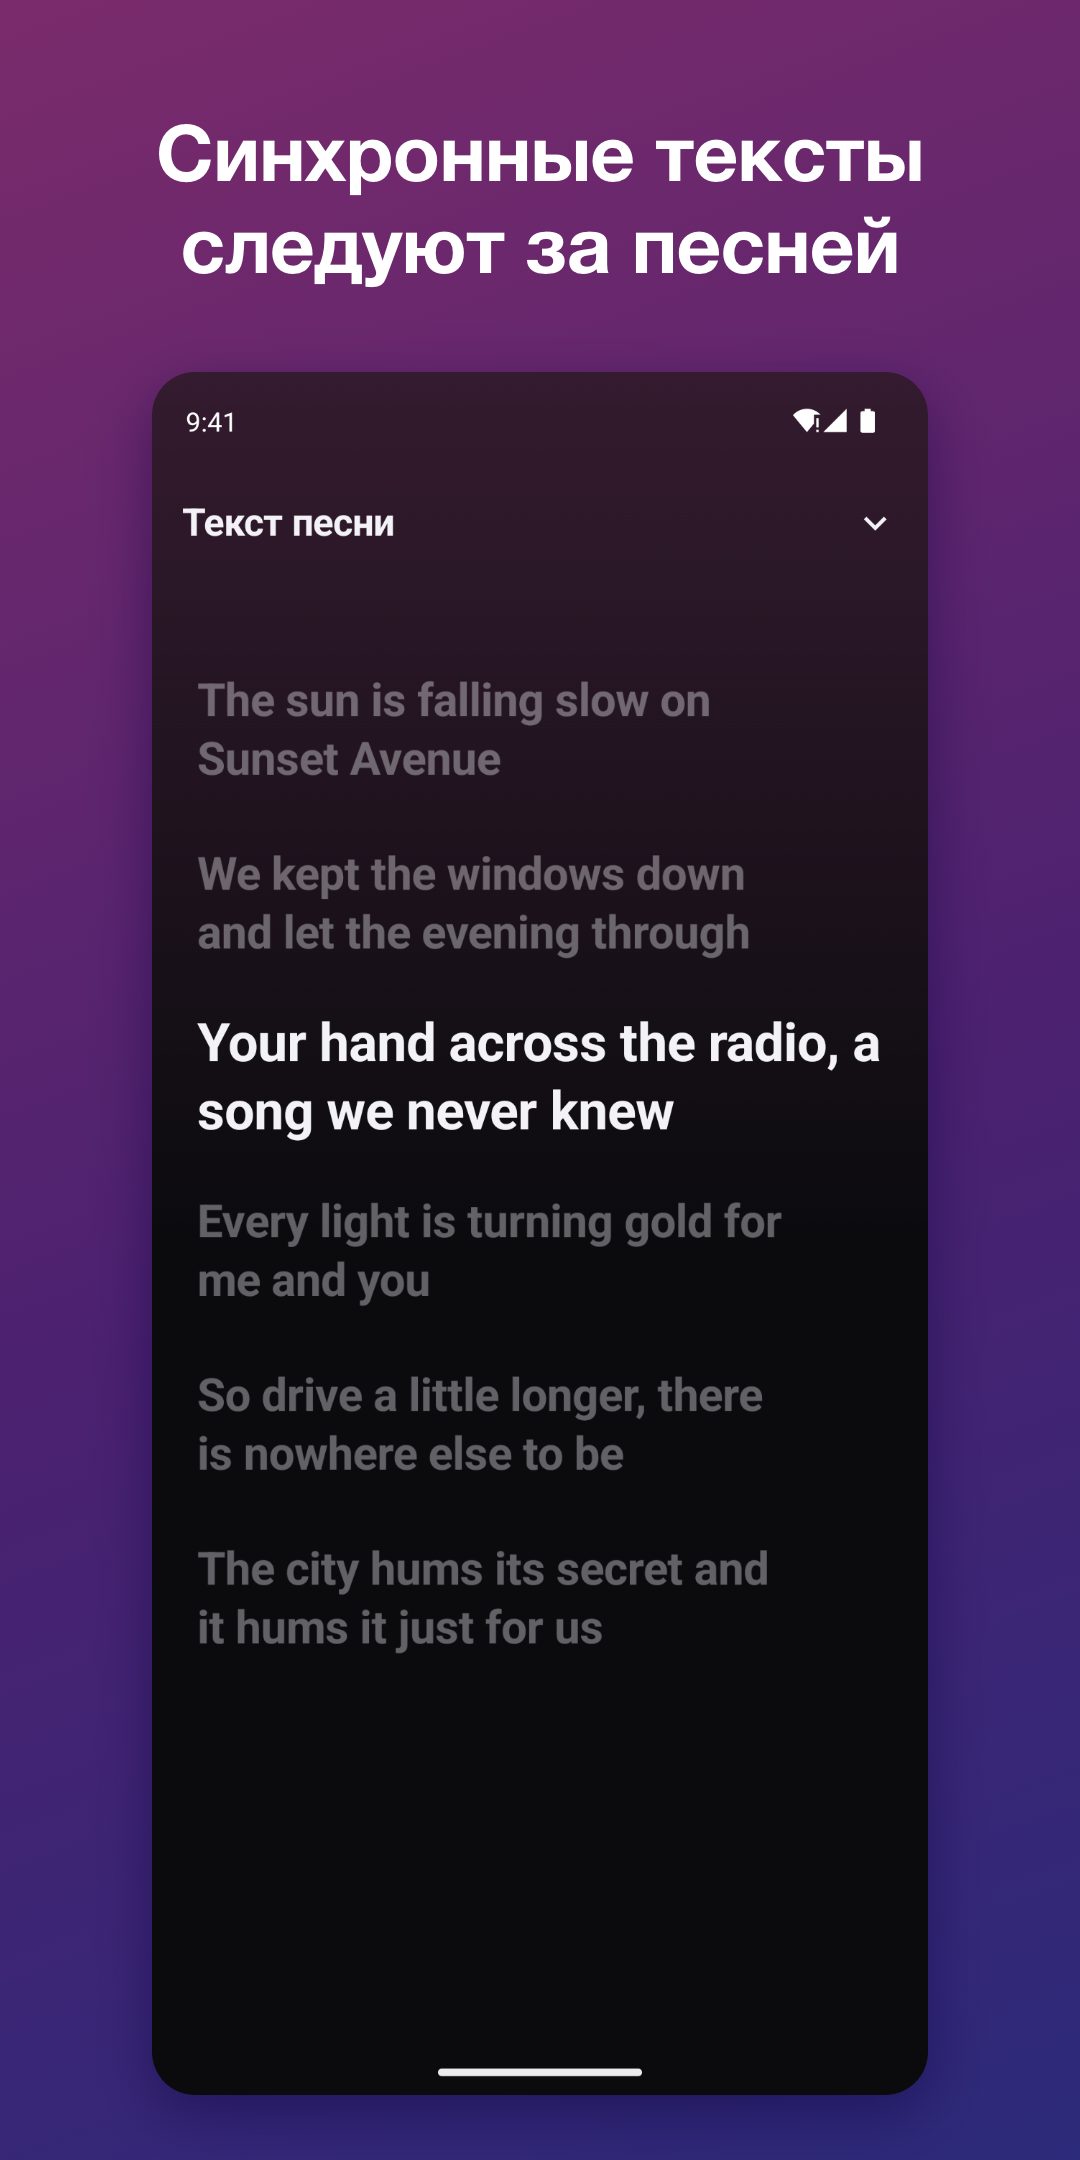 Синхронные тексты
следуют за песней
9:41
Текст песни
The sun is falling slow on
Sunset Avenue
We kept the windows down
and let the evening through
Your hand across the radio, a
song we never knew
Every light is turning gold for
me and you
So drive a little longer, there
is nowhere else to be
The city hums its secret and
it hums it just for us